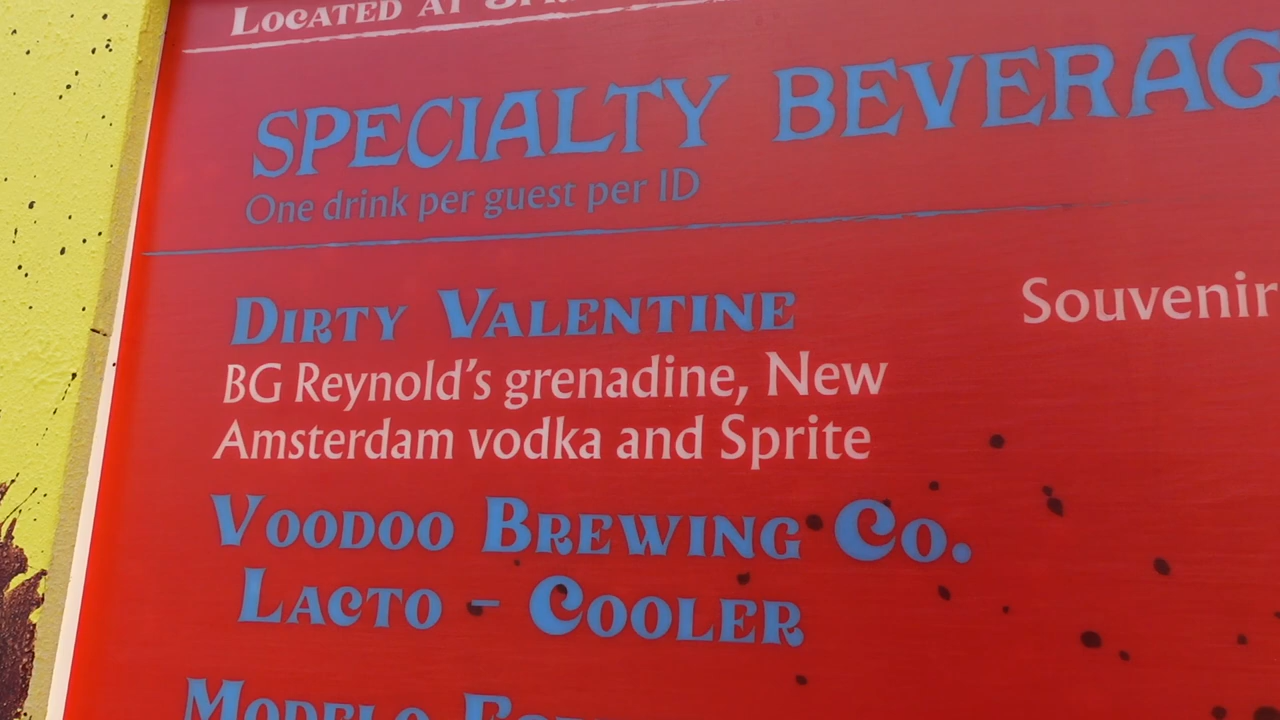 LOCATED AT
SPECIALTY BEVERAG
One drink per guest per ID
DIRTY VALENTINE
Souvenir
BG Reynold's grenadine, New
Amsterdam vodka and Sprite
VOODOO BREWING CO.
LACTO - COOLER
MODELO